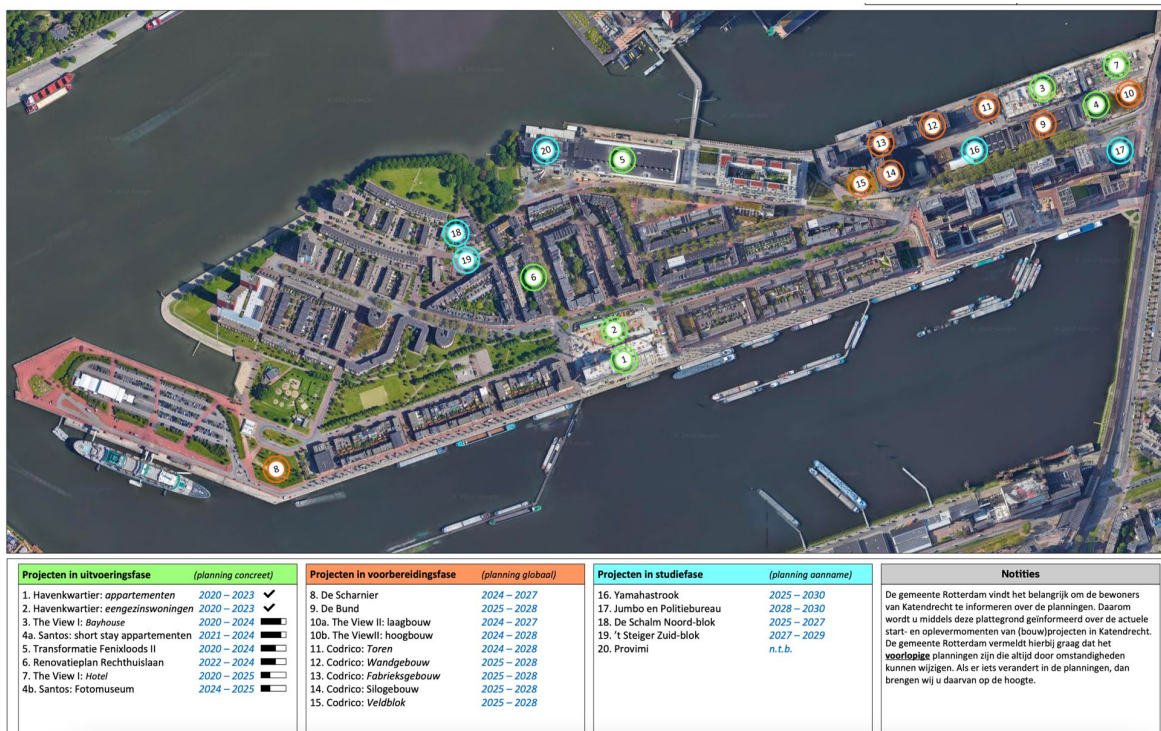 7
3
10
4
11
12
9
13
20
16
17
5
14
15
18
19
6
2
1
8
Projecten in uitvoeringsfase (planning concreet)
1. Havenkwartier: appartementen 2020 – 2023 ✔
2. Havenkwartier: eengezinswoningen 2020 – 2023 ✔
3. The View I: Bayhouse 2020 – 2024
4a. Santos: short stay appartementen 2021 – 2024
5. Transformatie Fenixloods II 2020 – 2024
6. Renovatieplan Rechthuislaan 2022 – 2024
7. The View I: Hotel 2020 – 2025
4b. Santos: Fotomuseum 2024 – 2025
Projecten in voorbereidingsfase (planning globaal)
8. De Scharnier 2024 – 2027
9. De Bund 2025 – 2028
10a. The View II: laagbouw 2024 – 2027
10b. The ViewII: hoogbouw 2024 – 2028
11. Codrico: Toren 2024 – 2028
12. Codrico: Wandgebouw 2025 – 2028
13. Codrico: Fabrieksgebouw 2025 – 2028
14. Codrico: Silogebouw 2025 – 2028
15. Codrico: Veldblok 2025 – 2028
Projecten in studiefase (planning aanname)
16. Yamahastrook 2025 – 2030
17. Jumbo en Politiebureau 2028 – 2030
18. De Schalm Noord-blok 2025 – 2027
19. ’t Steiger Zuid-blok 2027 – 2029
20. Provimi n.t.b.
Notities
De gemeente Rotterdam vindt het belangrijk om de bewoners
van Katendrecht te informeren over de planningen. Daarom
wordt u middels deze plattegrond geïnformeerd over de actuele
start- en oplevermomenten van (bouw)projecten in Katendrecht.
De gemeente Rotterdam vermeldt hierbij graag dat het
voorlopige planningen zijn die altijd door omstandigheden
kunnen wijzigen. Als er iets verandert in de planningen, dan
brengen wij u daarvan op de hoogte.